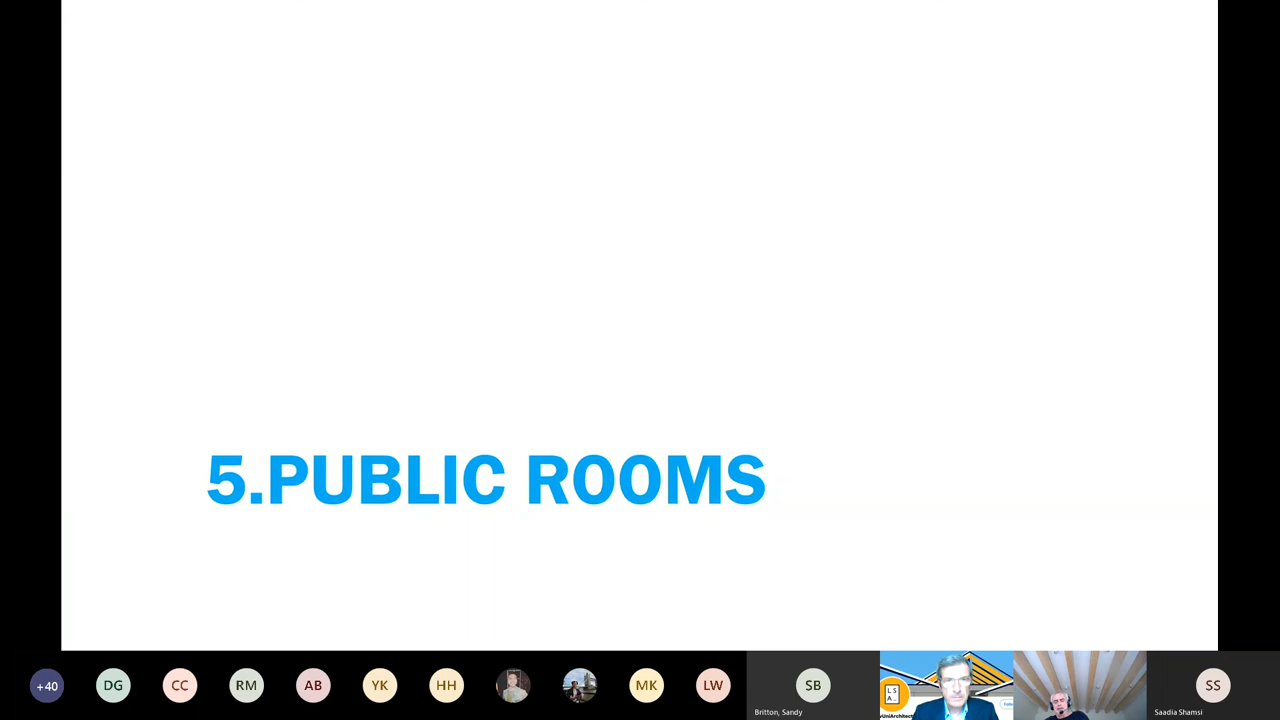 5.PUBLIC ROOMS
+40
DG
CC
RM
AB
YK
HH
MK
LW
SB
Britton, Sandy
L S
A
SS
Saadia Shamsi